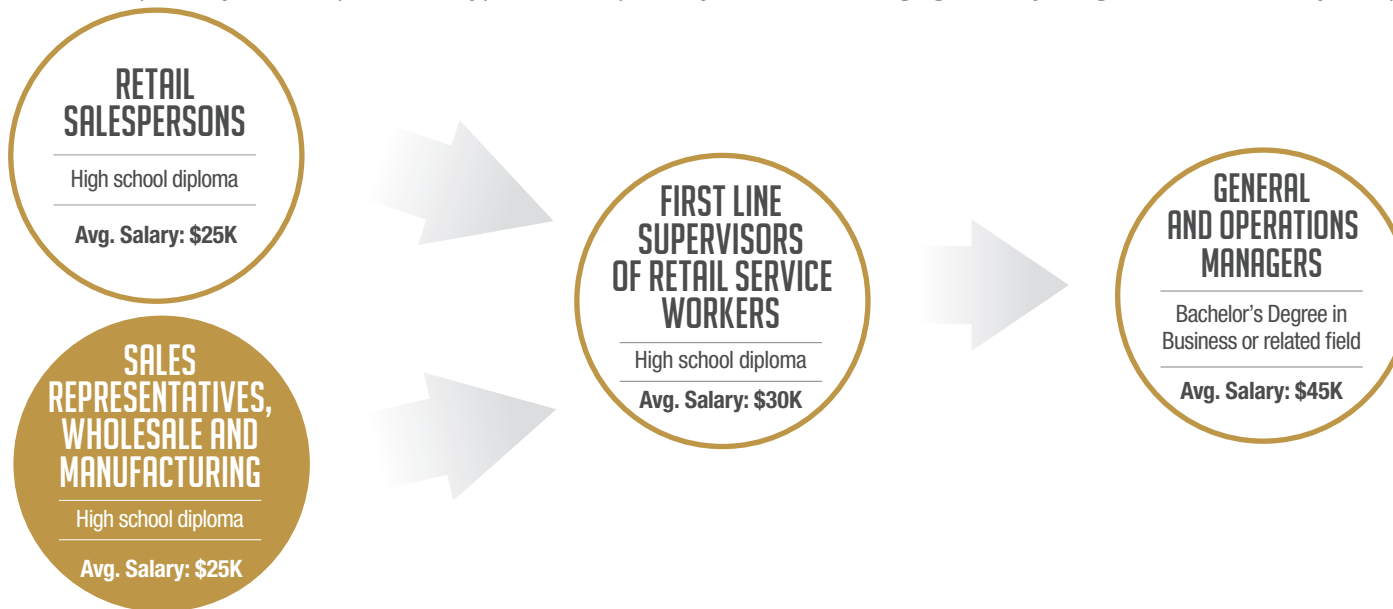 RETAIL
SALESPERSONS
High school diploma
Avg. Salary: $25K
SALES
REPRESENTATIVES,
WHOLESALE AND
MANUFACTURING
High school diploma
Avg. Salary: $25K
FIRST LINE
SUPERVISORS
OF RETAIL SERVICE
WORKERS
High school diploma
Avg. Salary: $30K
GENERAL
AND OPERATIONS
MANAGERS
Bachelor’s Degree in
Business or related field
Avg. Salary: $45K